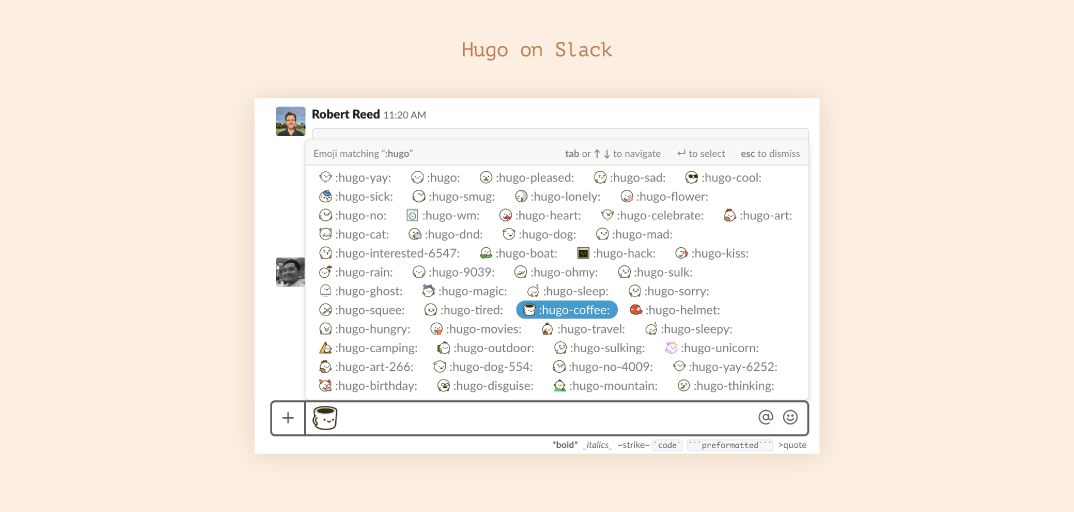 Hugo on Slack
Robert Reed 11:20 AM
Emoji matching “:hugo” tab or ↑ ↓ to navigate ↵ to select esc to dismiss
:hugo-yay: :hugo: :hugo-pleased: :hugo-sad: :hugo-cool:
:hugo-sick: :hugo-smug: :hugo-lonely: :hugo-flower:
:hugo-no: :hugo-wm: :hugo-heart: :hugo-celebrate: :hugo-art:
:hugo-cat: :hugo-dnd: :hugo-dog: :hugo-mad:
:hugo-interested-6547: :hugo-boat: :hugo-hack: :hugo-kiss:
:hugo-rain: :hugo-9039: :hugo-ohmy: :hugo-sulk:
:hugo-ghost: :hugo-magic: :hugo-sleep: :hugo-sorry:
:hugo-squee: :hugo-tired: :hugo-coffee: :hugo-helmet:
:hugo-hungry: :hugo-movies: :hugo-travel: :hugo-sleepy:
:hugo-camping: :hugo-outdoor: :hugo-sulking: :hugo-unicorn:
:hugo-art-266: :hugo-dog-554: :hugo-no-4009: :hugo-yay-6252:
:hugo-birthday: :hugo-disguise: :hugo-mountain: :hugo-thinking:
+ @
*bold* _italics_ ~strike~ `code` ```preformatted``` >quote